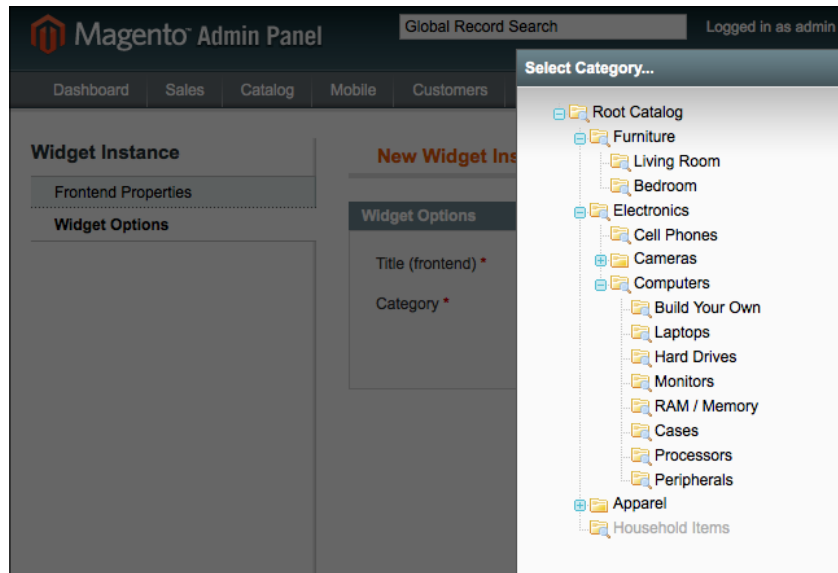 Magento Admin Panel
Global Record Search
Logged in as admin
Dashboard Sales Catalog Mobile Customers
Widget Instance
Frontend Properties
Widget Options
New Widget Ins
Widget Options
Title (frontend) *
Category *
Select Category...
Root Catalog
Furniture
Living Room
Bedroom
Electronics
Cell Phones
Cameras
Computers
Build Your Own
Laptops
Hard Drives
Monitors
RAM / Memory
Cases
Processors
Peripherals
Apparel
Household Items